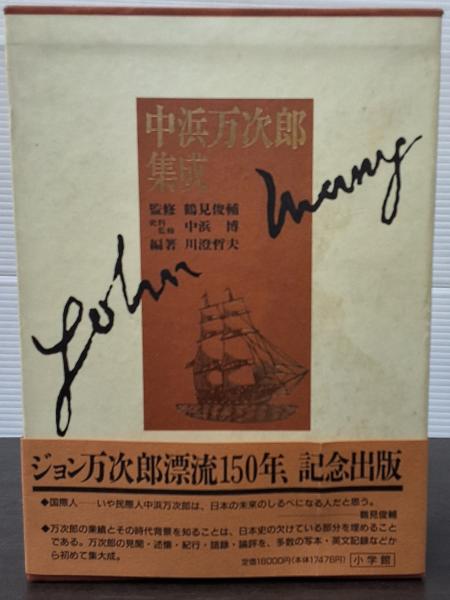 中浜万次郎
集成
監修 鶴見俊輔
史料監修 中浜 博
編著 川澄哲夫
John Mung
ジョン万次郎漂流150年、記念出版
◆国際人――いや民際人中浜万次郎は、日本の未来のしるべになる人だと思う。
鶴見俊輔
◆万次郎の業績とその時代背景を知ることは、日本史の欠けている部分を埋めること
である。万次郎の見聞・述懐・紀行・語録・論評を、多数の写本・英文記録などか
ら初めて集大成。
定価18000円(本体17476円) 小学館